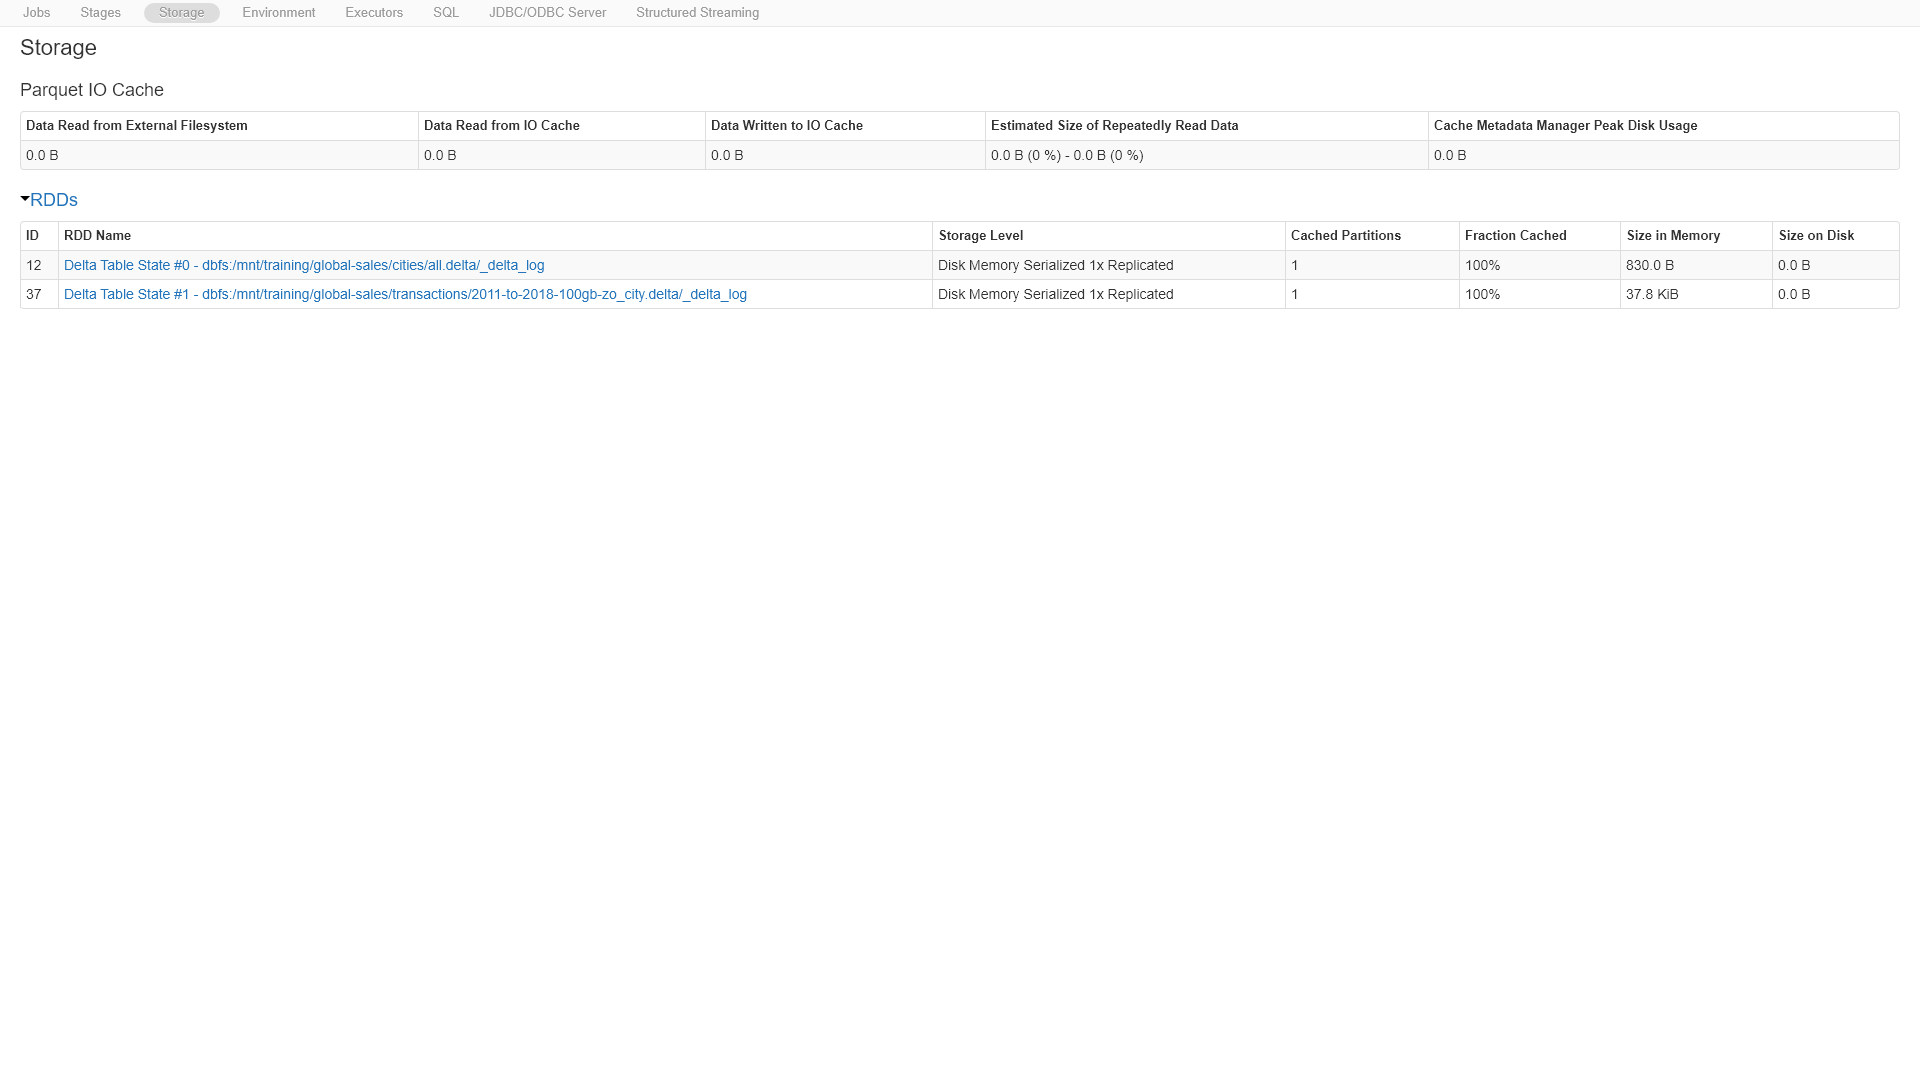 Jobs Stages Storage Environment Executors SQL JDBC/ODBC Server Structured Streaming
Storage
Parquet IO Cache
Data Read from External Filesystem Data Read from IO Cache Data Written to IO Cache Estimated Size of Repeatedly Read Data Cache Metadata Manager Peak Disk Usage
0.0 B 0.0 B 0.0 B 0.0 B (0 %) - 0.0 B (0 %) 0.0 B
RDDs
ID RDD Name Storage Level Cached Partitions Fraction Cached Size in Memory Size on Disk
12 Delta Table State #0 - dbfs:/mnt/training/global-sales/cities/all.delta/_delta_log Disk Memory Serialized 1x Replicated 1 100% 830.0 B 0.0 B
37 Delta Table State #1 - dbfs:/mnt/training/global-sales/transactions/2011-to-2018-100gb-zo_city.delta/_delta_log Disk Memory Serialized 1x Replicated 1 100% 37.8 KiB 0.0 B